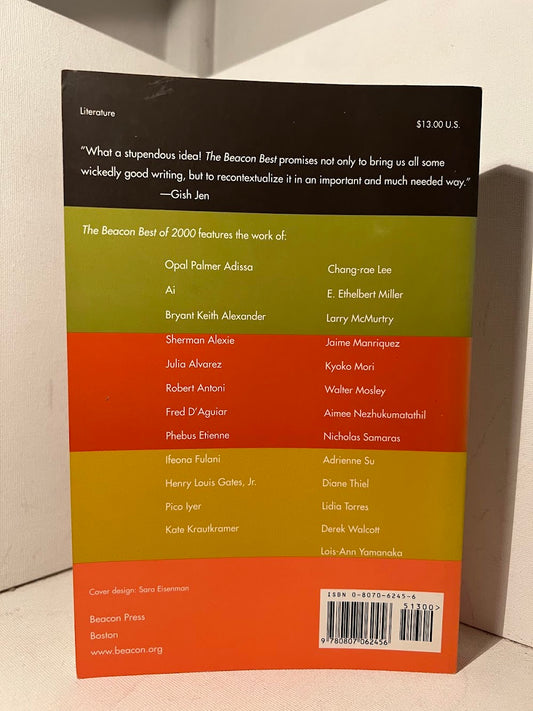 Literature
$13.00 U.S.
"What a stupendous idea! The Beacon Best promises not only to bring us all some
wickedly good writing, but to recontextualize it in an important and much needed way."
—Gish Jen
The Beacon Best of 2000 features the work of:
Opal Palmer Adissa
Ai
Bryant Keith Alexander
Sherman Alexie
Julia Alvarez
Robert Antoni
Fred D'Aguiar
Phebus Etienne
Ifeona Fulani
Henry Louis Gates, Jr.
Pico Iyer
Kate Krautkramer
Chang-rae Lee
E. Ethelbert Miller
Larry McMurtry
Jaime Manriquez
Kyoko Mori
Walter Mosley
Aimee Nezhukumatathil
Nicholas Samaras
Adrienne Su
Diane Thiel
Lidia Torres
Derek Walcott
Lois-Ann Yamanaka
Cover design: Sara Eisenman
Beacon Press
Boston
www.beacon.org
ISBN 0-8070-6245-6
51300>
9 780807 062456